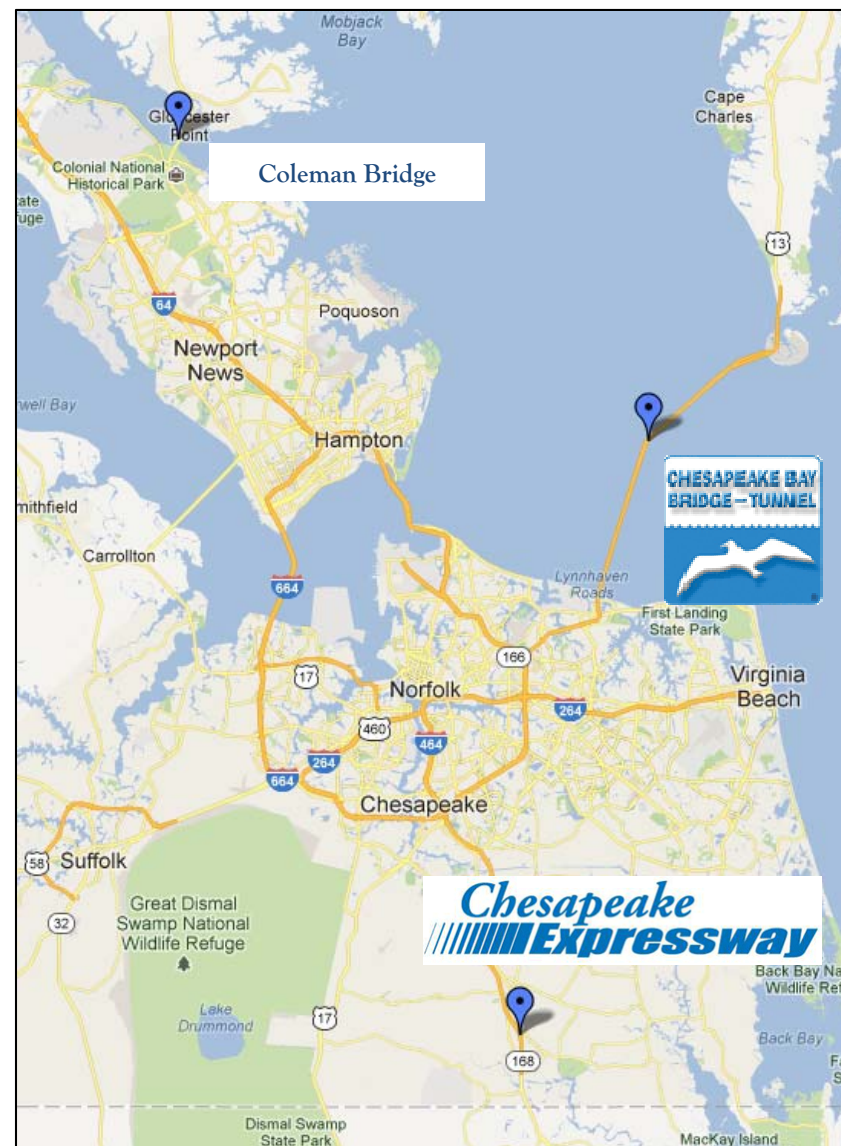 Mobjack
Bay
Gloucester
Point
Cape
Charles
Colonial National
Historical Park
Coleman Bridge
13
64
Poquoson
Newport
News
Hampton
CHESAPEAKE BAY
BRIDGE – TUNNEL
Carrollton
664
Lynnhaven
Roads
First Landing
State Park
166
17
Norfolk
Virginia
Beach
460
264
464
264
664
Chesapeake
58
Suffolk
32
Great Dismal
Swamp National
Wildlife Refuge
Chesapeake
Expressway
Lake
Drummond
17
168
Back Bay
Dismal Swamp
State Park
MacKay Island